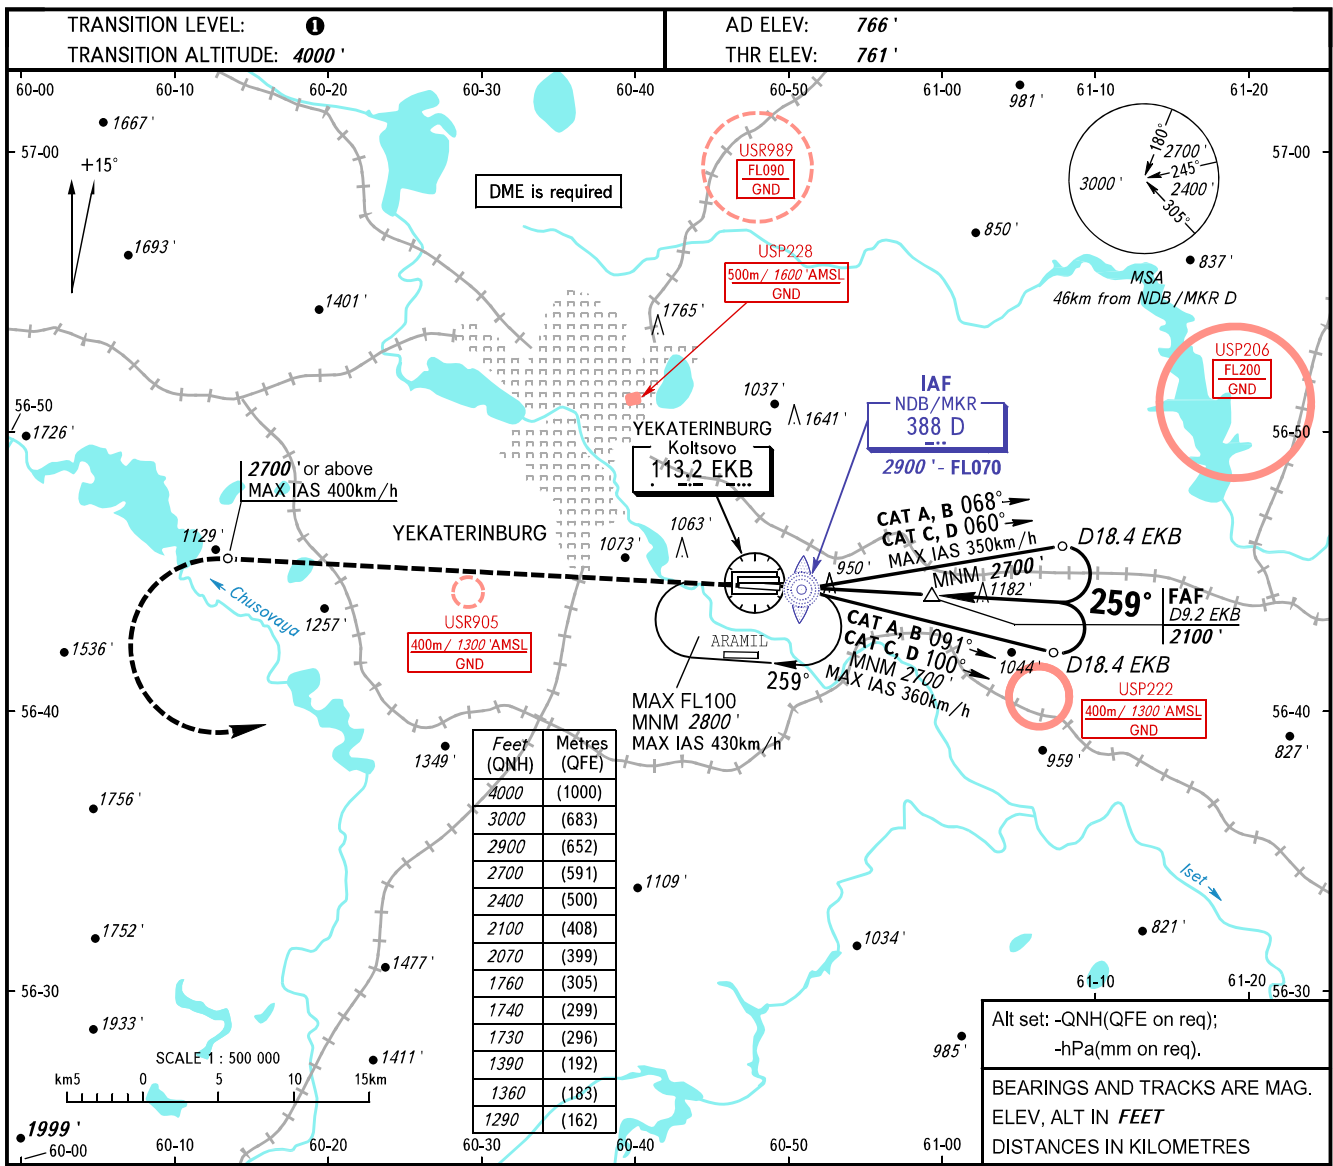 TRANSITION LEVEL: ❶
TRANSITION ALTITUDE: 4000 '
AD ELEV: 766 '
THR ELEV: 761 '
60-00 60-10 60-20 60-30 60-40 60-50 61-00 61-10 61-20
981 '
1667 '
57-00
57-00
+15°
DME is required
USR989
FL090
GND
180°
2700 '
245°
3000 '
2400 '
305°
MSA
46km from NDB/MKR D
1693 '
850 '
837 '
USP228
500m/ 1600 'AMSL
GND
1401 '
1765 '
USP206
FL200
GND
1037 '
1641 '
IAF
NDB/MKR
388 D
2900 ' - FL070
56-50
1726 '
56-50
YEKATERINBURG
Koltsovo
113.2 EKB
2700 ' or above
MAX IAS 400km/h
YEKATERINBURG
1129 '
1063 '
1073 '
CAT A, B 068°
CAT C, D 060°
MAX IAS 350km/h
MNM 2700 '
D18.4 EKB
950 '
1182 '
259°
FAF
D9.2 EKB
2100 '
Chusovaya
1257 '
USR905
400m/ 1300 'AMSL
GND
1536 '
ARAMIL
259°
CAT A, B 091°
CAT C, D 100°
MNM 2700 '
MAX IAS 360km/h
1044 '
D18.4 EKB
USP222
400m/ 1300 'AMSL
GND
MAX FL100
MNM 2800 '
MAX IAS 430km/h
56-40
56-40
1349 '
959 '
827 '
Feet (QNH) Metres (QFE)
4000 (1000)
3000 (683)
2900 (652)
2700 (591)
2400 (500)
2100 (408)
2070 (399)
1760 (305)
1740 (299)
1730 (296)
1390 (192)
1360 (183)
1290 (162)
1756 '
1109 '
Iset
1752 '
1034 '
821 '
1477 '
56-30
61-10 61-20 56-30
1933 '
985 '
1411 '
SCALE 1 : 500 000
km5 0 5 10 15km
1999 '
60-00 60-10 60-20 60-30 60-40 60-50 61-00
Alt set: -QNH(QFE on req);
-hPa(mm on req).
BEARINGS AND TRACKS ARE MAG.
ELEV, ALT IN FEET
DISTANCES IN KILOMETRES